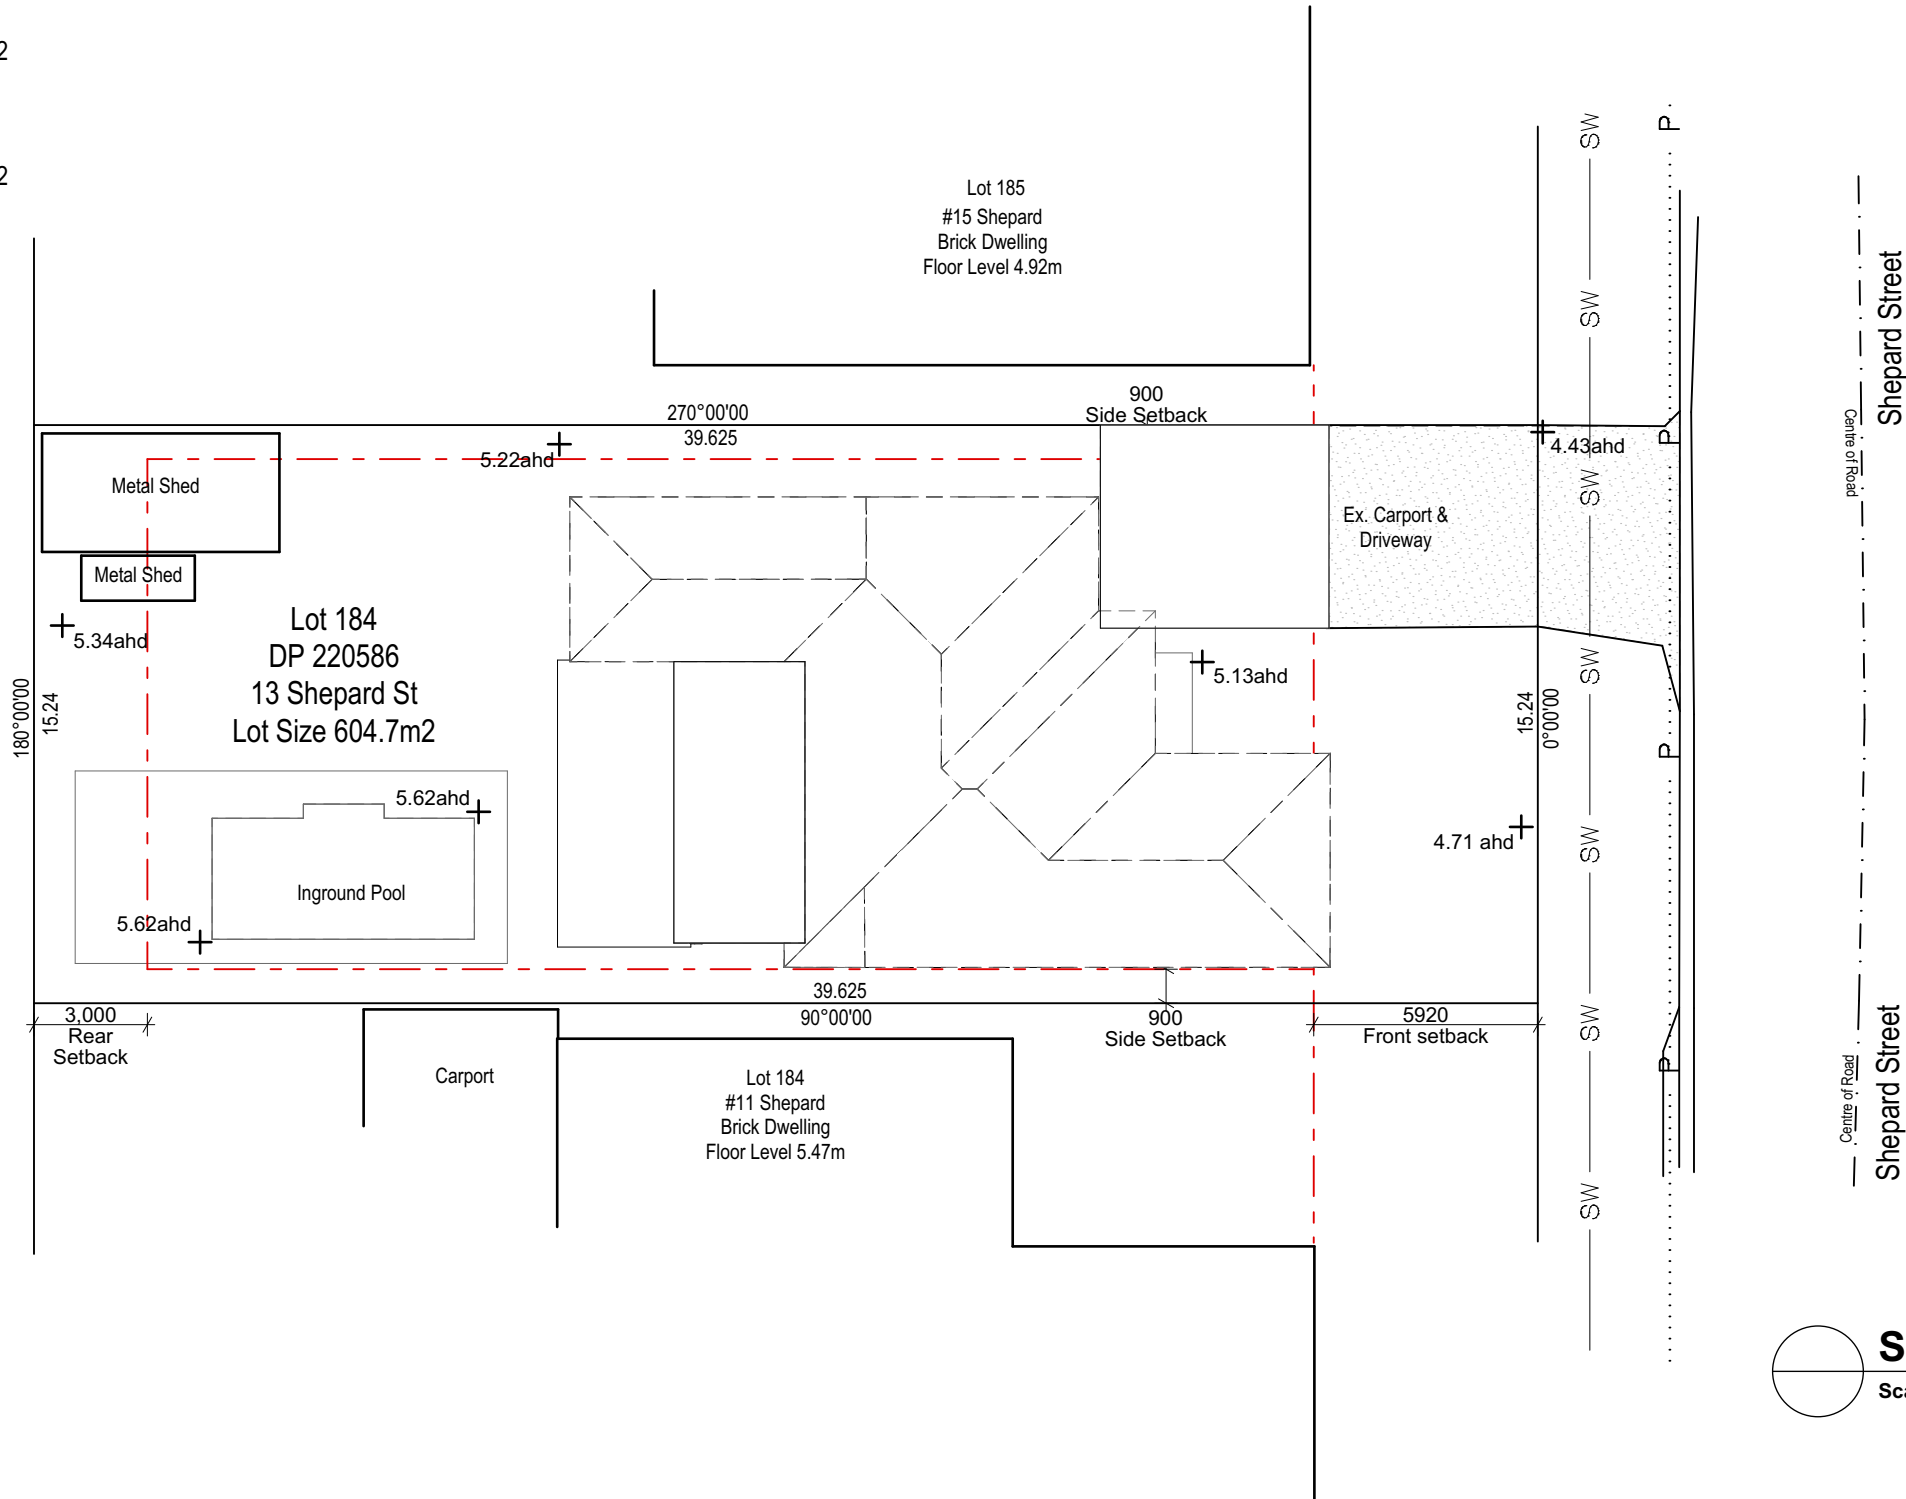 2
2
Lot 185
#15 Shepard
Brick Dwelling
Floor Level 4.92m
900
Side Setback
270°00'00
39.625
5.22ahd
Metal Shed
Metal Shed
5.34ahd
Lot 184
DP 220586
13 Shepard St
Lot Size 604.7m2
180°00'00
15.24
5.62ahd
Inground Pool
5.62ahd
Ex. Carport &
Driveway
4.43ahd
5.13ahd
15.24
0°00'00
4.71 ahd
39.625
90°00'00
3,000
Rear
Setback
900
Side Setback
5920
Front setback
Carport
Lot 184
#11 Shepard
Brick Dwelling
Floor Level 5.47m
SW
SW
SW
SW
SW
SW
SW
P
P
P
P
Centre of Road
Shepard Street
Centre of Road
Shepard Street
S
Sca